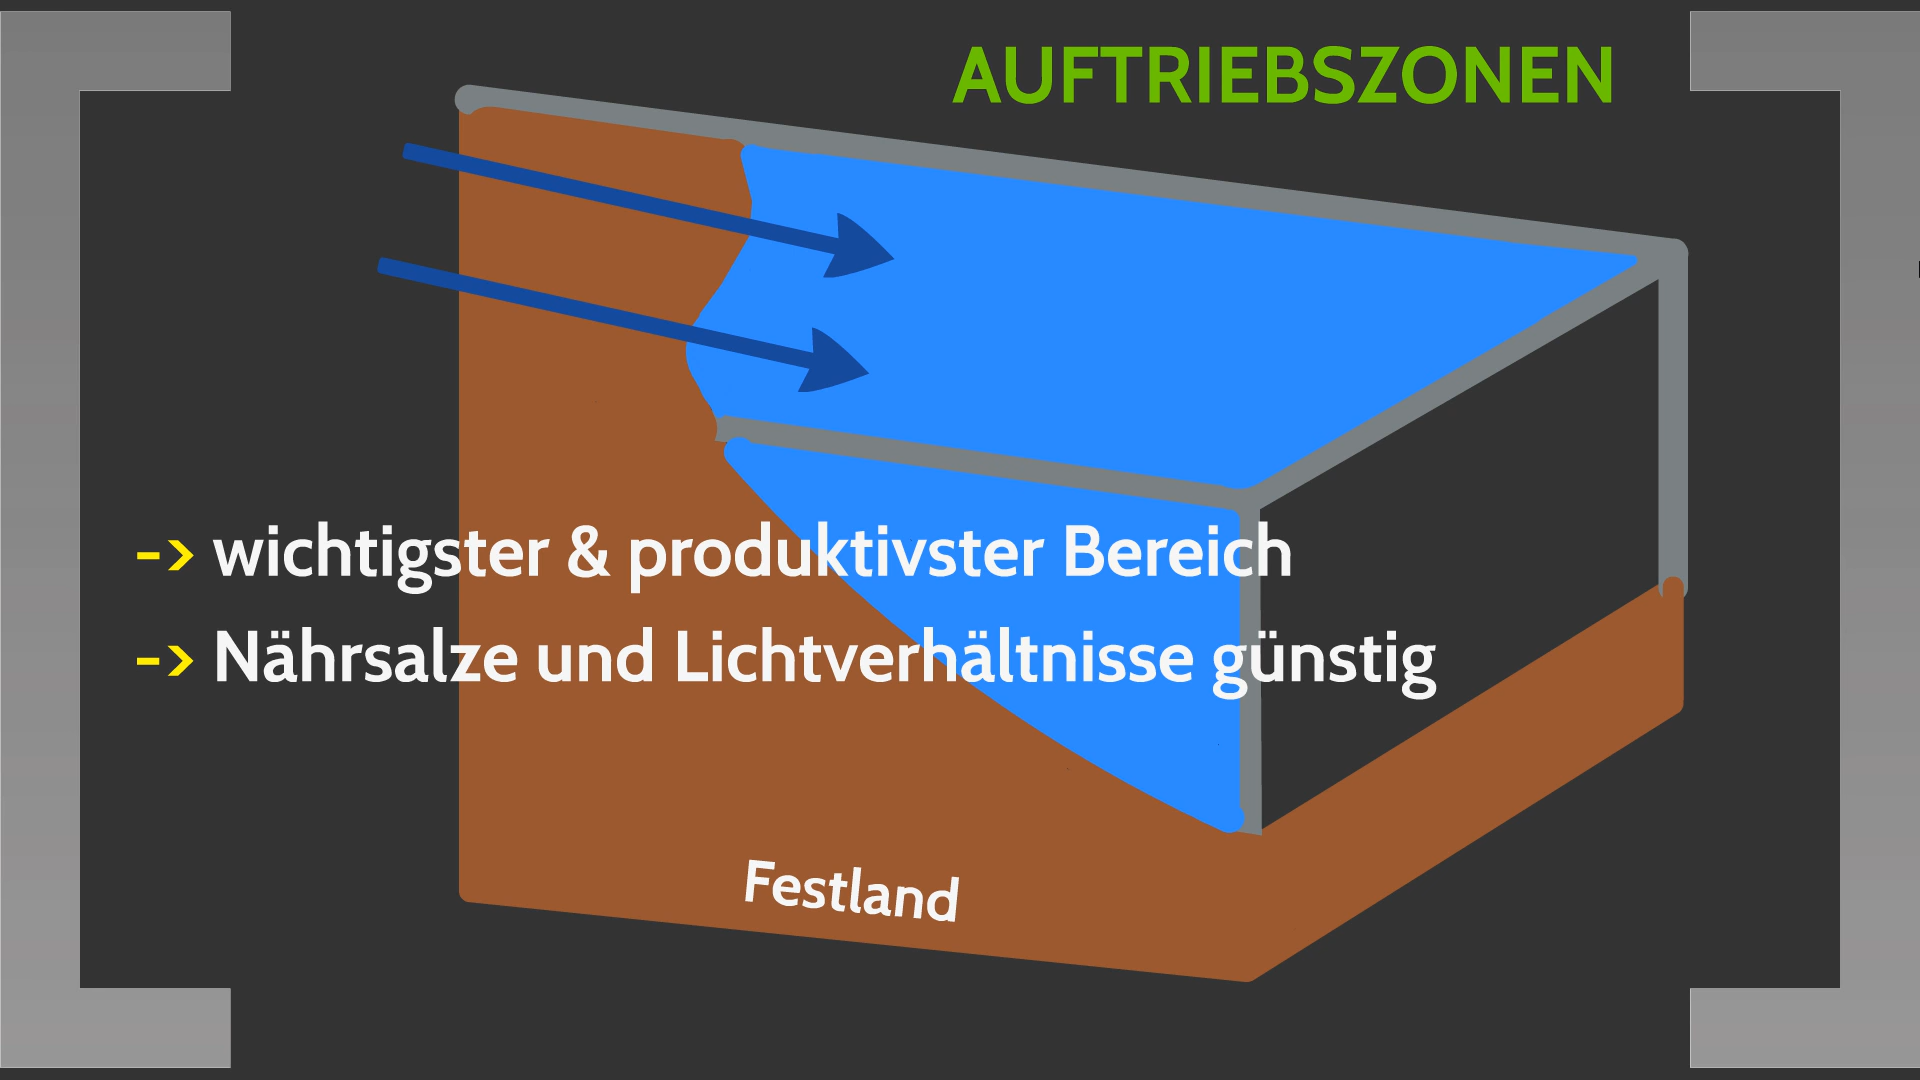 AUFTRIEBSZONEN
-> wichtigster & produktivster Bereich
-> Nährsalze und Lichtverhältnisse günstig
Festland